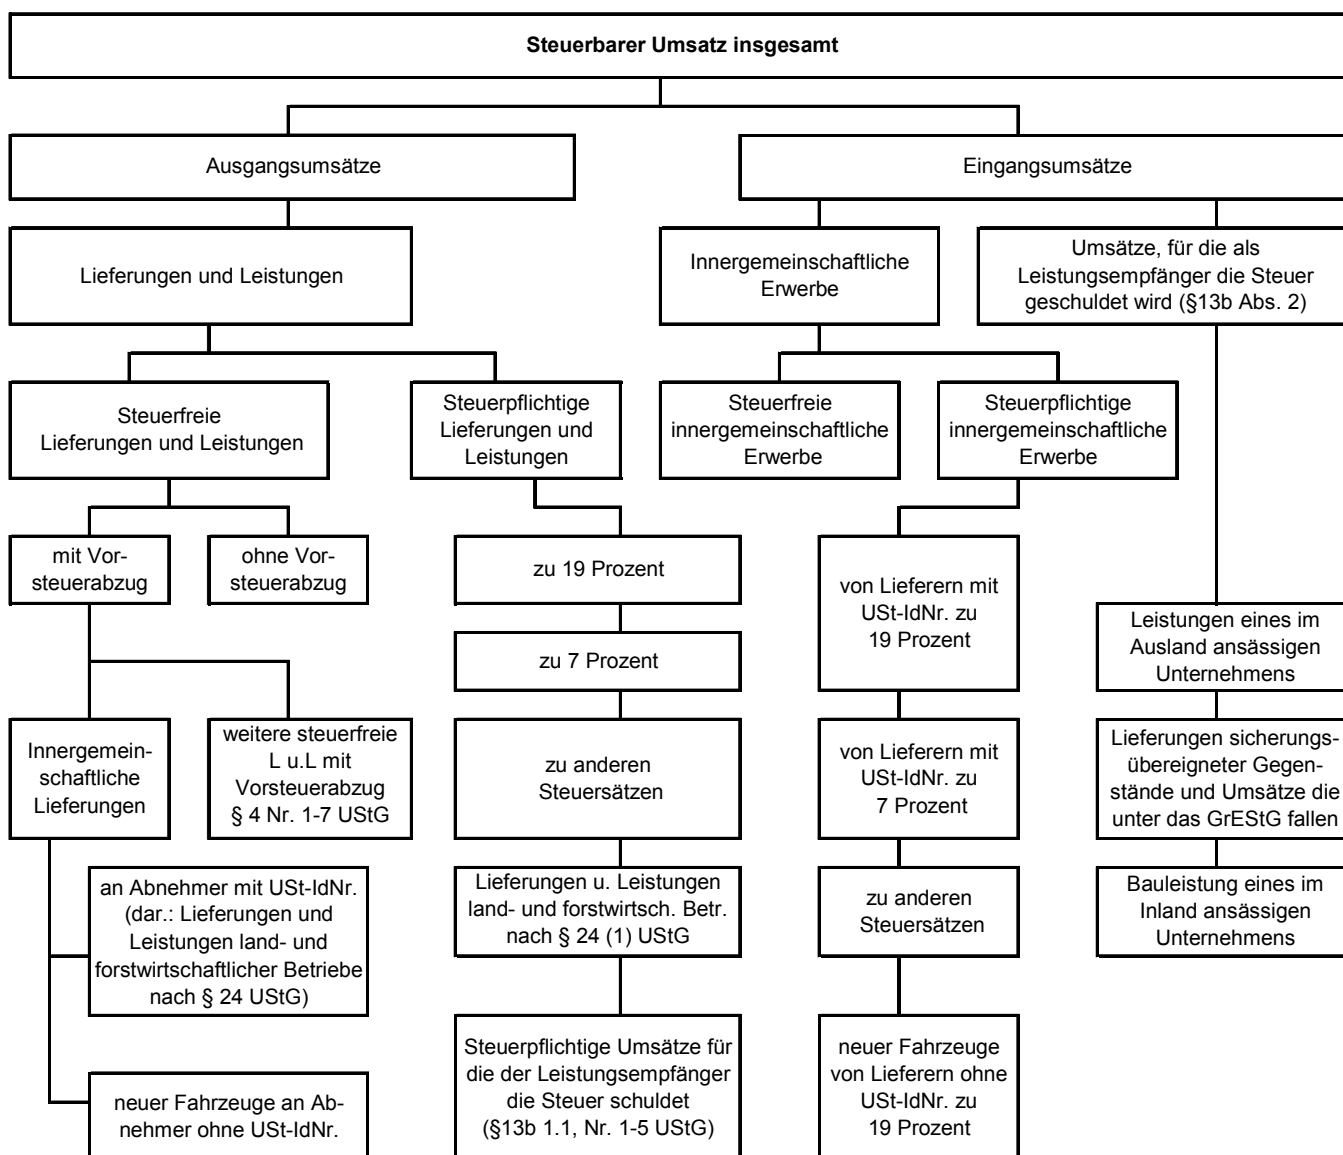 Steuerbarer Umsatz insgesamt
Ausgangsumsätze
Eingangsumsätze
Lieferungen und Leistungen
Innergemeinschaftliche
Erwerbe
Umsätze, für die als
Leistungsempfänger die Steuer
geschuldet wird (§13b Abs. 2)
Steuerfreie
Lieferungen und Leistungen
Steuerpflichtige
Lieferungen und
Leistungen
Steuerfreie
innergemeinschaftliche
Erwerbe
Steuerpflichtige
innergemeinschaftliche
Erwerbe
mit Vor-
steuerabzug
ohne Vor-
steuerabzug
zu 19 Prozent
von Lieferern mit
USt-IdNr. zu
19 Prozent
Leistungen eines im
Ausland ansässigen
Unternehmens
zu 7 Prozent
Innergemein-
schaftliche
Lieferungen
weitere steuerfreie
L u.L mit
Vorsteuerabzug
§ 4 Nr. 1-7 UStG
zu anderen
Steuersätzen
von Lieferern mit
USt-IdNr. zu
7 Prozent
Lieferungen sicherungs-
übereigneter Gegen-
stände und Umsätze die
unter das GrEStG fallen
an Abnehmer mit USt-IdNr.
(dar.: Lieferungen und
Leistungen land- und
forstwirtschaftlicher Betriebe
nach § 24 UStG)
Lieferungen u. Leistungen
land- und forstwirtsch. Betr.
nach § 24 (1) UStG
zu anderen
Steuersätzen
Bauleistung eines im
Inland ansässigen
Unternehmens
neuer Fahrzeuge an Ab-
nehmer ohne USt-IdNr.
Steuerpflichtige Umsätze für
die der Leistungsempfänger
die Steuer schuldet
(§13b 1.1, Nr. 1-5 UStG)
neuer Fahrzeuge
von Lieferern ohne
USt-IdNr. zu
19 Prozent